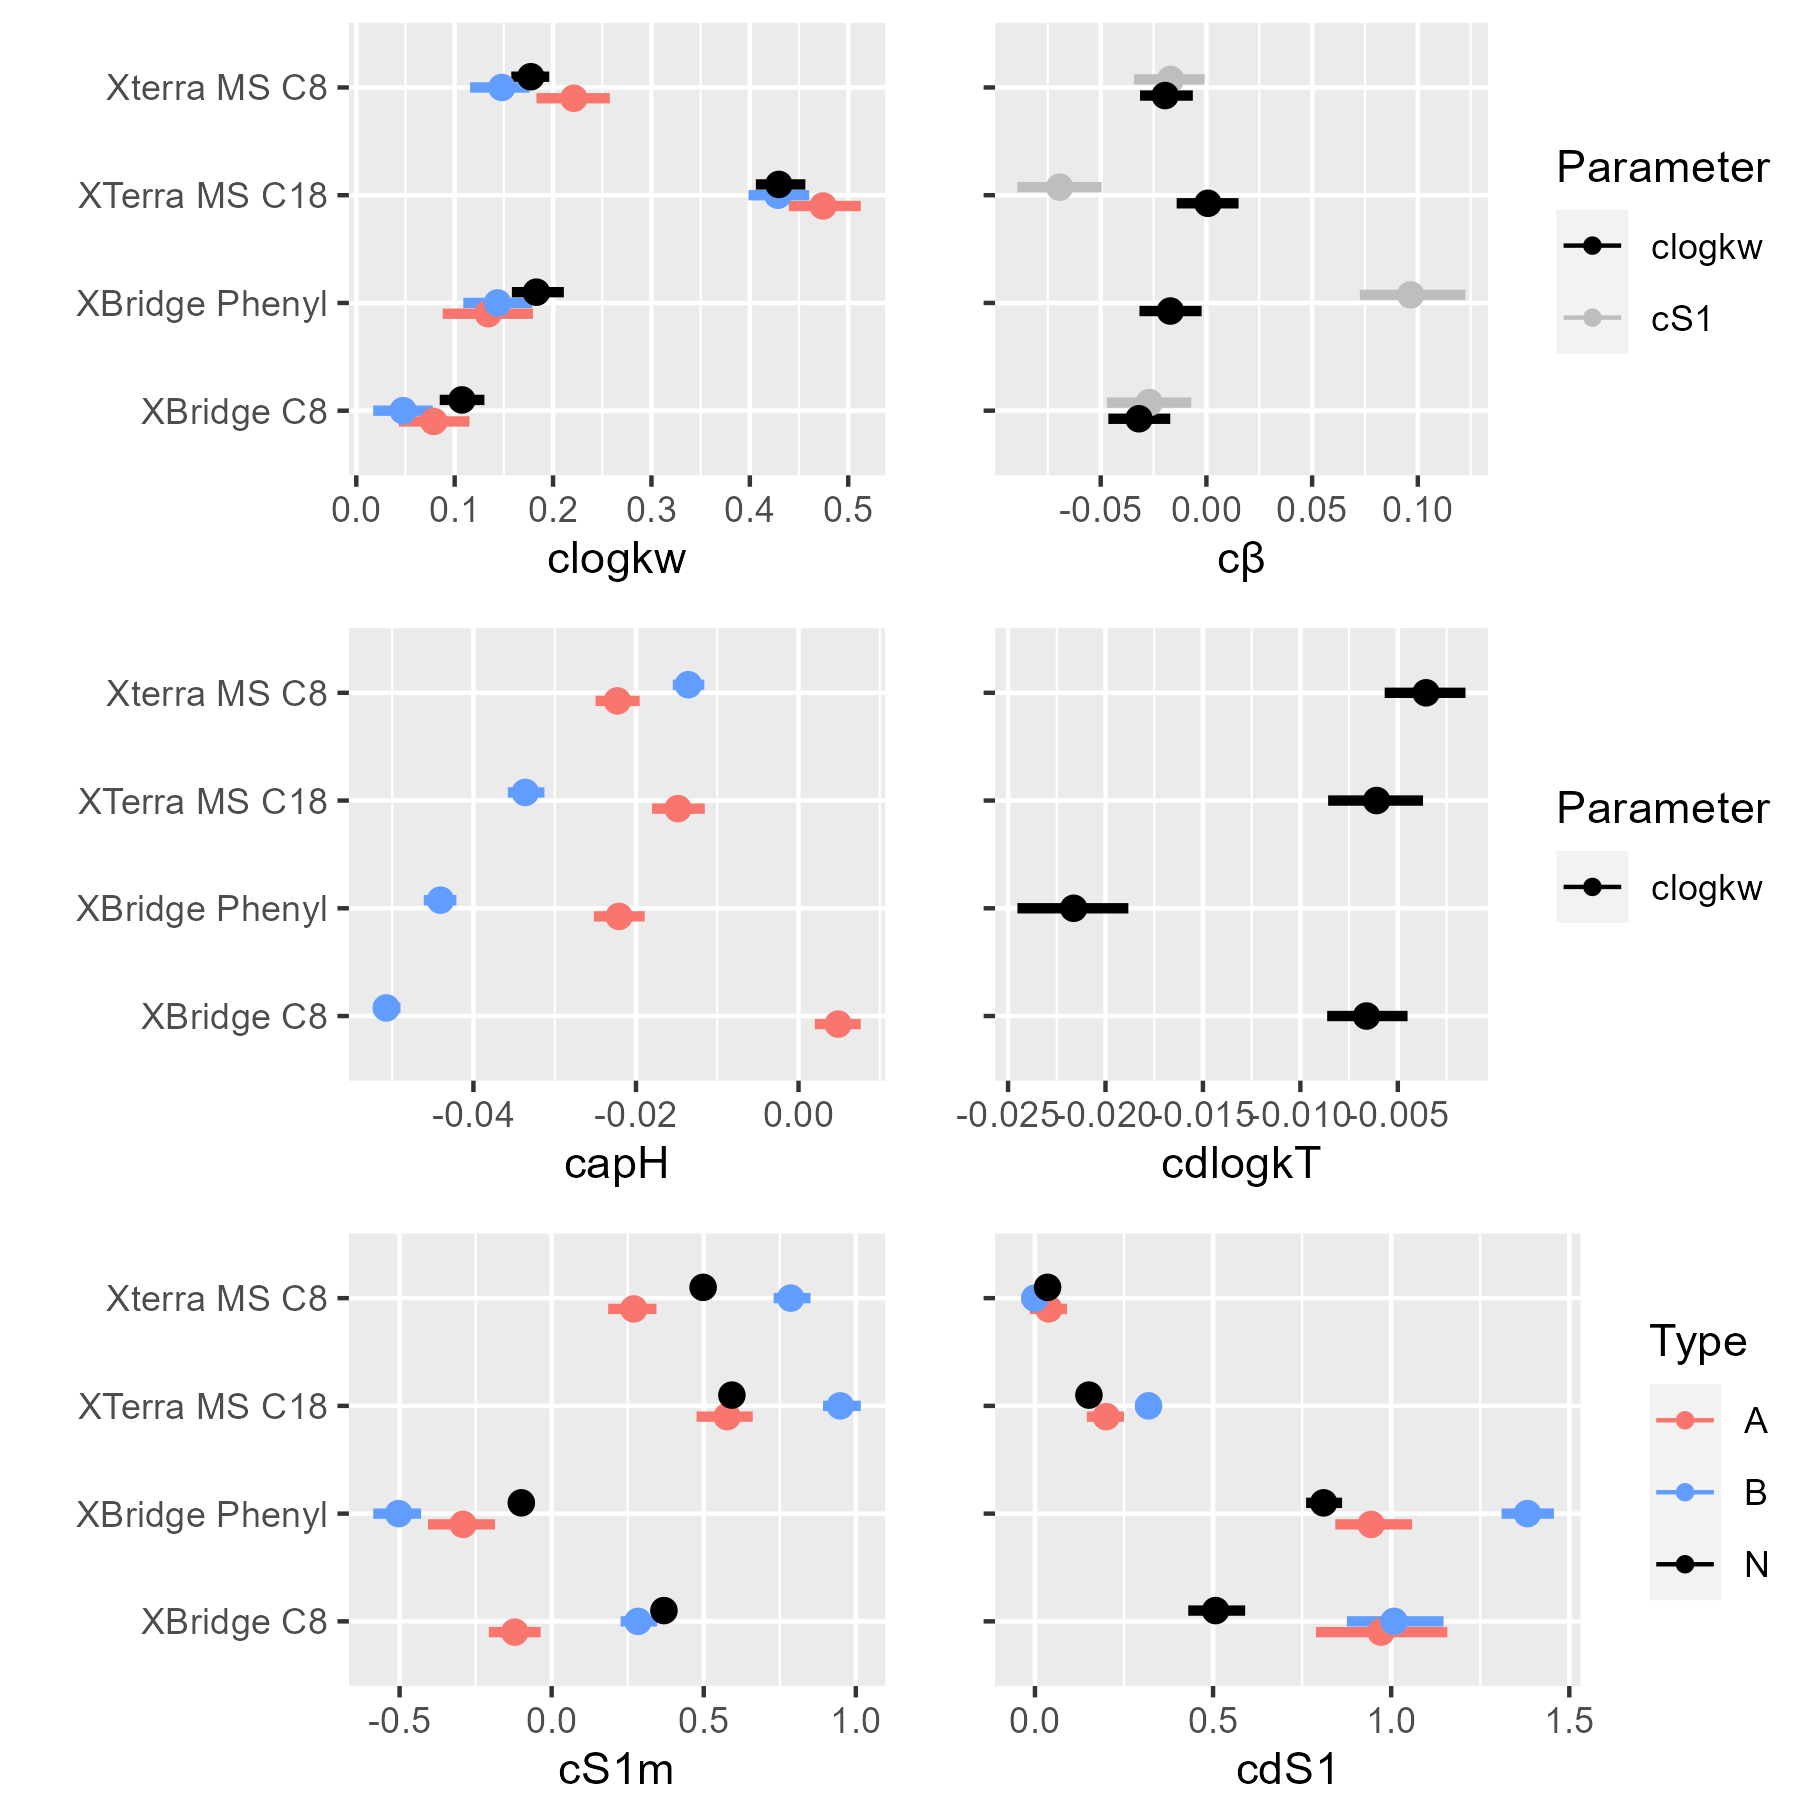 Xterra MS C8
XTerra MS C18
XBridge Phenyl
XBridge C8
0.0 0.1 0.2 0.3 0.4 0.5
clogkw
-0.05 0.00 0.05 0.10
cβ
Parameter
clogkw
cS1
Xterra MS C8
XTerra MS C18
XBridge Phenyl
XBridge C8
-0.04 -0.02 0.00
capH
-0.025 -0.020 -0.015 -0.010 -0.005
cdlogkT
Parameter
clogkw
Xterra MS C8
XTerra MS C18
XBridge Phenyl
XBridge C8
-0.5 0.0 0.5 1.0
cS1m
0.0 0.5 1.0 1.5
cdS1
Type
A
B
N